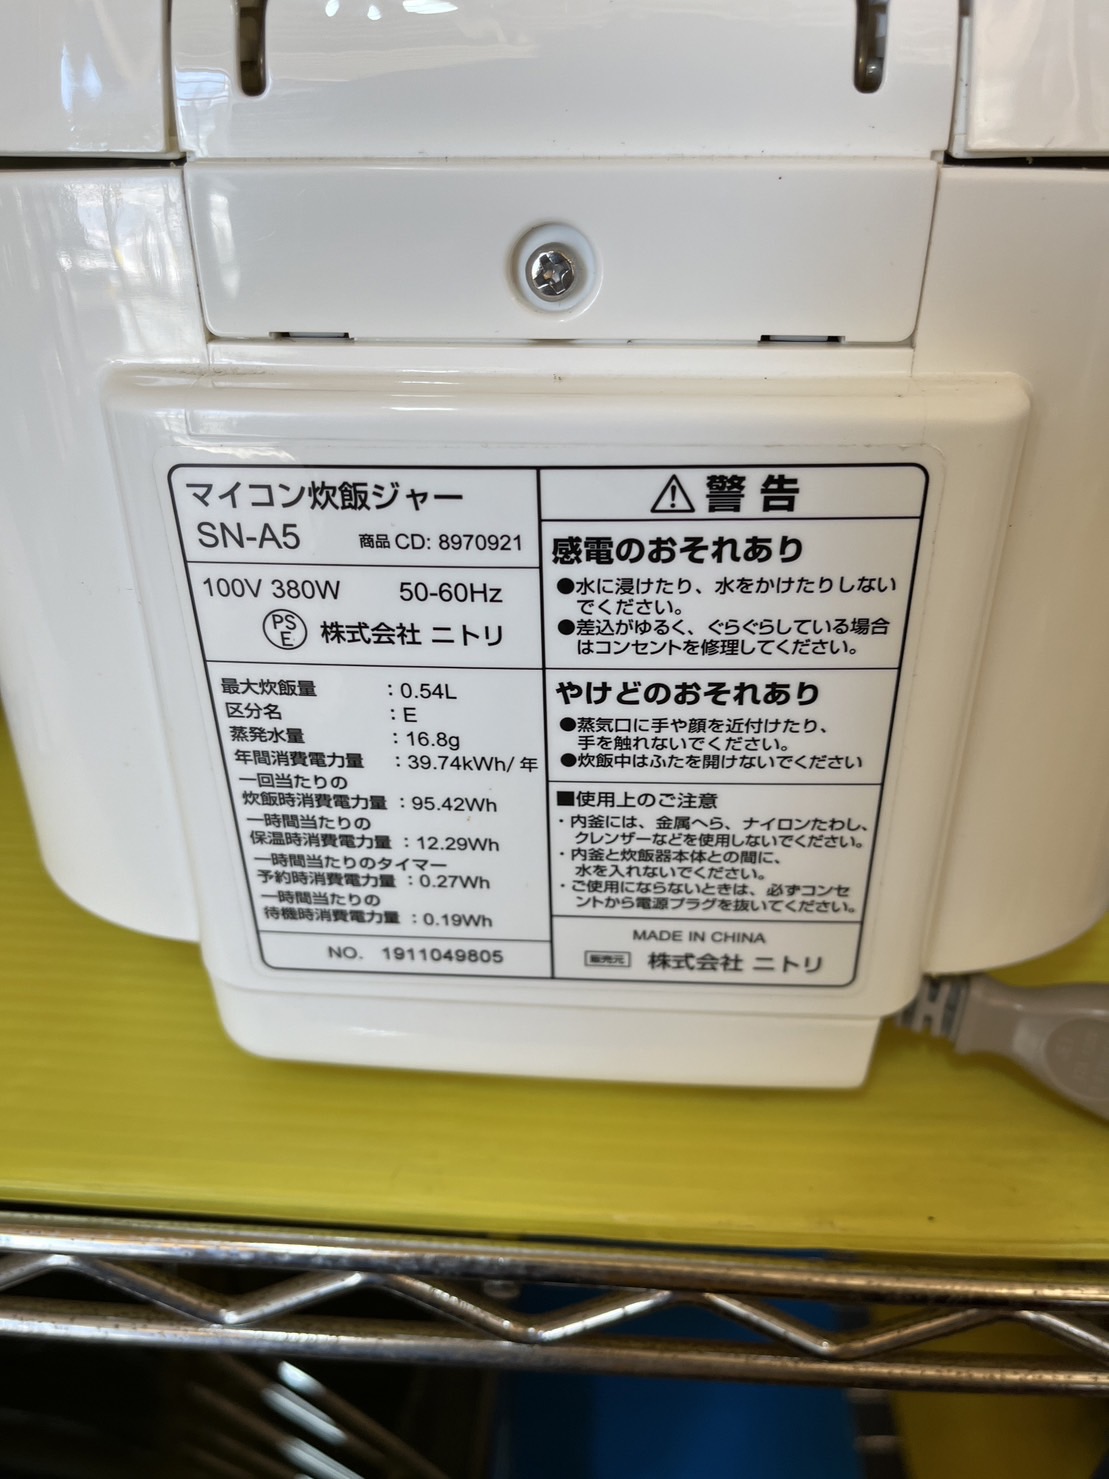 マイコン炊飯ジャー
SN-A5 商品CD: 8970921
100V 380W 50-60Hz
PS
E
株式会社 ニトリ
最大炊飯量 : 0.54L
区分名 : E
蒸発水量 : 16.8g
年間消費電力量 : 39.74kWh/年
一回当たりの
炊飯時消費電力量 : 95.42Wh
一時間当たりの
保温時消費電力量 : 12.29Wh
一時間当たりのタイマー
予約時消費電力量 : 0.27Wh
一時間当たりの
待機時消費電力量 : 0.19Wh
NO. 1911049805
警告
感電のおそれあり
●水に浸けたり、水をかけたりしない
でください。
●差込がゆるく、ぐらぐらしている場合
はコンセントを修理してください。
やけどのおそれあり
●蒸気口に手や顔を近付けたり、
手を触れないでください。
●炊飯中はふたを開けないでください
■使用上のご注意
・内釜には、金属へら、ナイロンたわし、
クレンザーなどを使用しないでください。
・内釜と炊飯器本体との間に、
水を入れないでください。
・ご使用にならないときは、必ずコンセ
ントから電源プラグを抜いてください。
MADE IN CHINA
販売元 株式会社 ニトリ